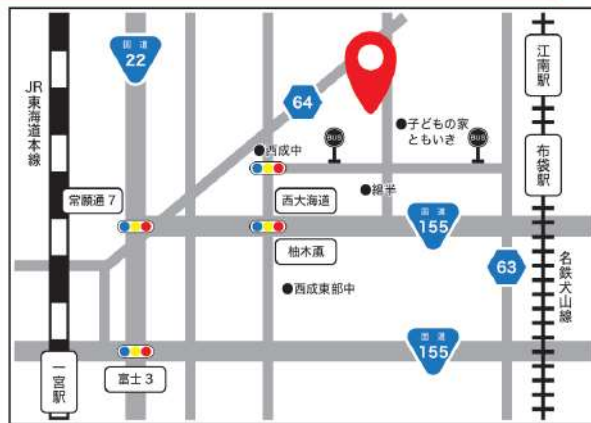 国道
22
JR東海道本線
64
BUS
●子どもの家
ともいき
BUS
江南駅
布袋駅
●西成中
常願通7
西大海道
●綿半
国道
155
柚木颪
63
名鉄犬山線
●西成東部中
国道
155
一宮駅
富士3